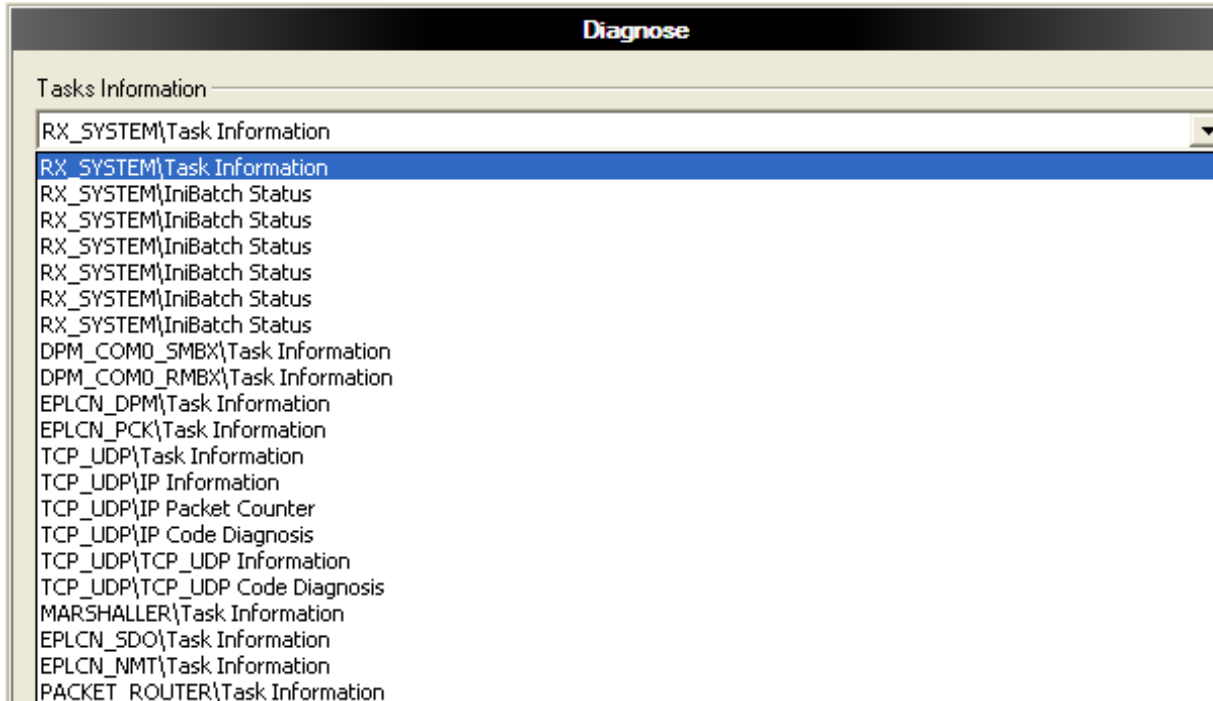 Diagnose
Tasks Information
RX_SYSTEM\Task Information
RX_SYSTEM\Task Information
RX_SYSTEM\IniBatch Status
RX_SYSTEM\IniBatch Status
RX_SYSTEM\IniBatch Status
RX_SYSTEM\IniBatch Status
RX_SYSTEM\IniBatch Status
RX_SYSTEM\IniBatch Status
DPM_COM0_SMBX\Task Information
DPM_COM0_RMBX\Task Information
EPLCN_DPM\Task Information
EPLCN_PCK\Task Information
TCP_UDP\Task Information
TCP_UDP\IP Information
TCP_UDP\IP Packet Counter
TCP_UDP\IP Code Diagnosis
TCP_UDP\TCP_UDP Information
TCP_UDP\TCP_UDP Code Diagnosis
MARSHALLER\Task Information
EPLCN_SDO\Task Information
EPLCN_NMT\Task Information
PACKET_ROUTER\Task Information